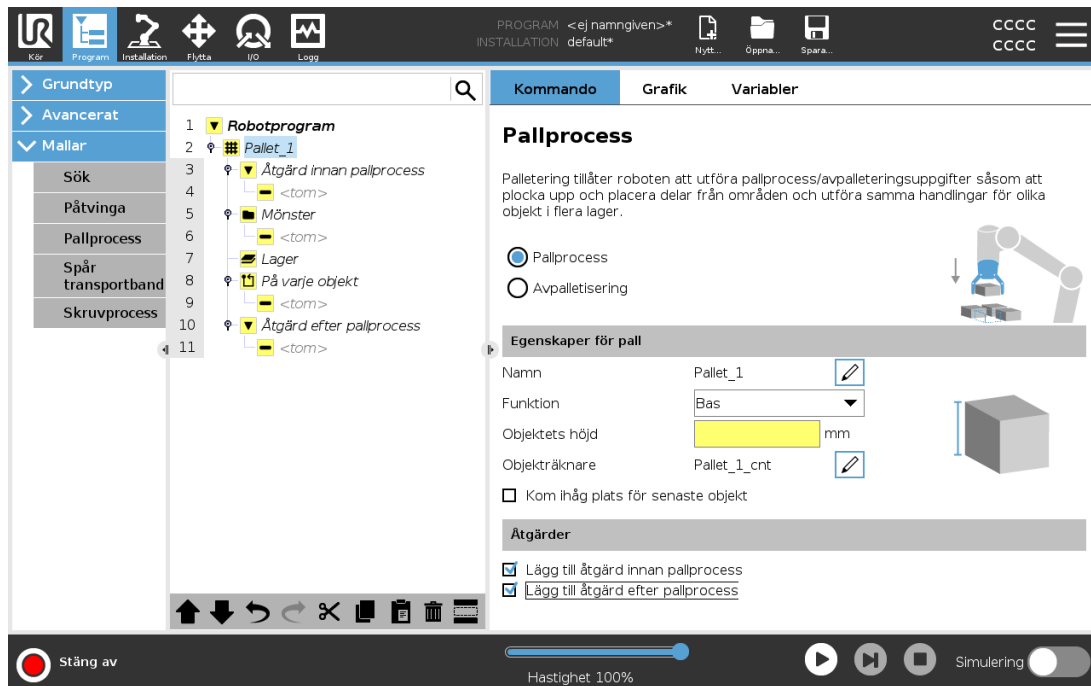 PROGRAM <ej namngiven>*
INSTALLATION default*
CCCC
CCCC
UR
Kör
Program
Installation
Flytta
I/O
Logg
Nytt...
Öppna...
Spara...
Grundtyp
Avancerat
Mallar
Sök
Påtvinga
Pallprocess
Spår
transportband
Skruvprocess
1 Robotprogram
2 Pallet_1
3 Åtgärd innan pallprocess
4 <tom>
5 Mönster
6 <tom>
7 Lager
8 På varje objekt
9 <tom>
10 Åtgärd efter pallprocess
11 <tom>
Kommando
Grafik
Variabler
Pallprocess
Palletering tillåter roboten att utföra pallprocess/avpalleteringsuppgifter såsom att
plocka upp och placera delar från områden och utföra samma handlingar för olika
objekt i flera lager.
Pallprocess
Avpalletisering
Egenskaper för pall
Namn Pallet_1
Funktion Bas
Objektets höjd mm
Objekträknare Pallet_1_cnt
Kom ihåg plats för senaste objekt
Åtgärder
Lägg till åtgärd innan pallprocess
Lägg till åtgärd efter pallprocess
Stäng av
Hastighet 100%
Simulering